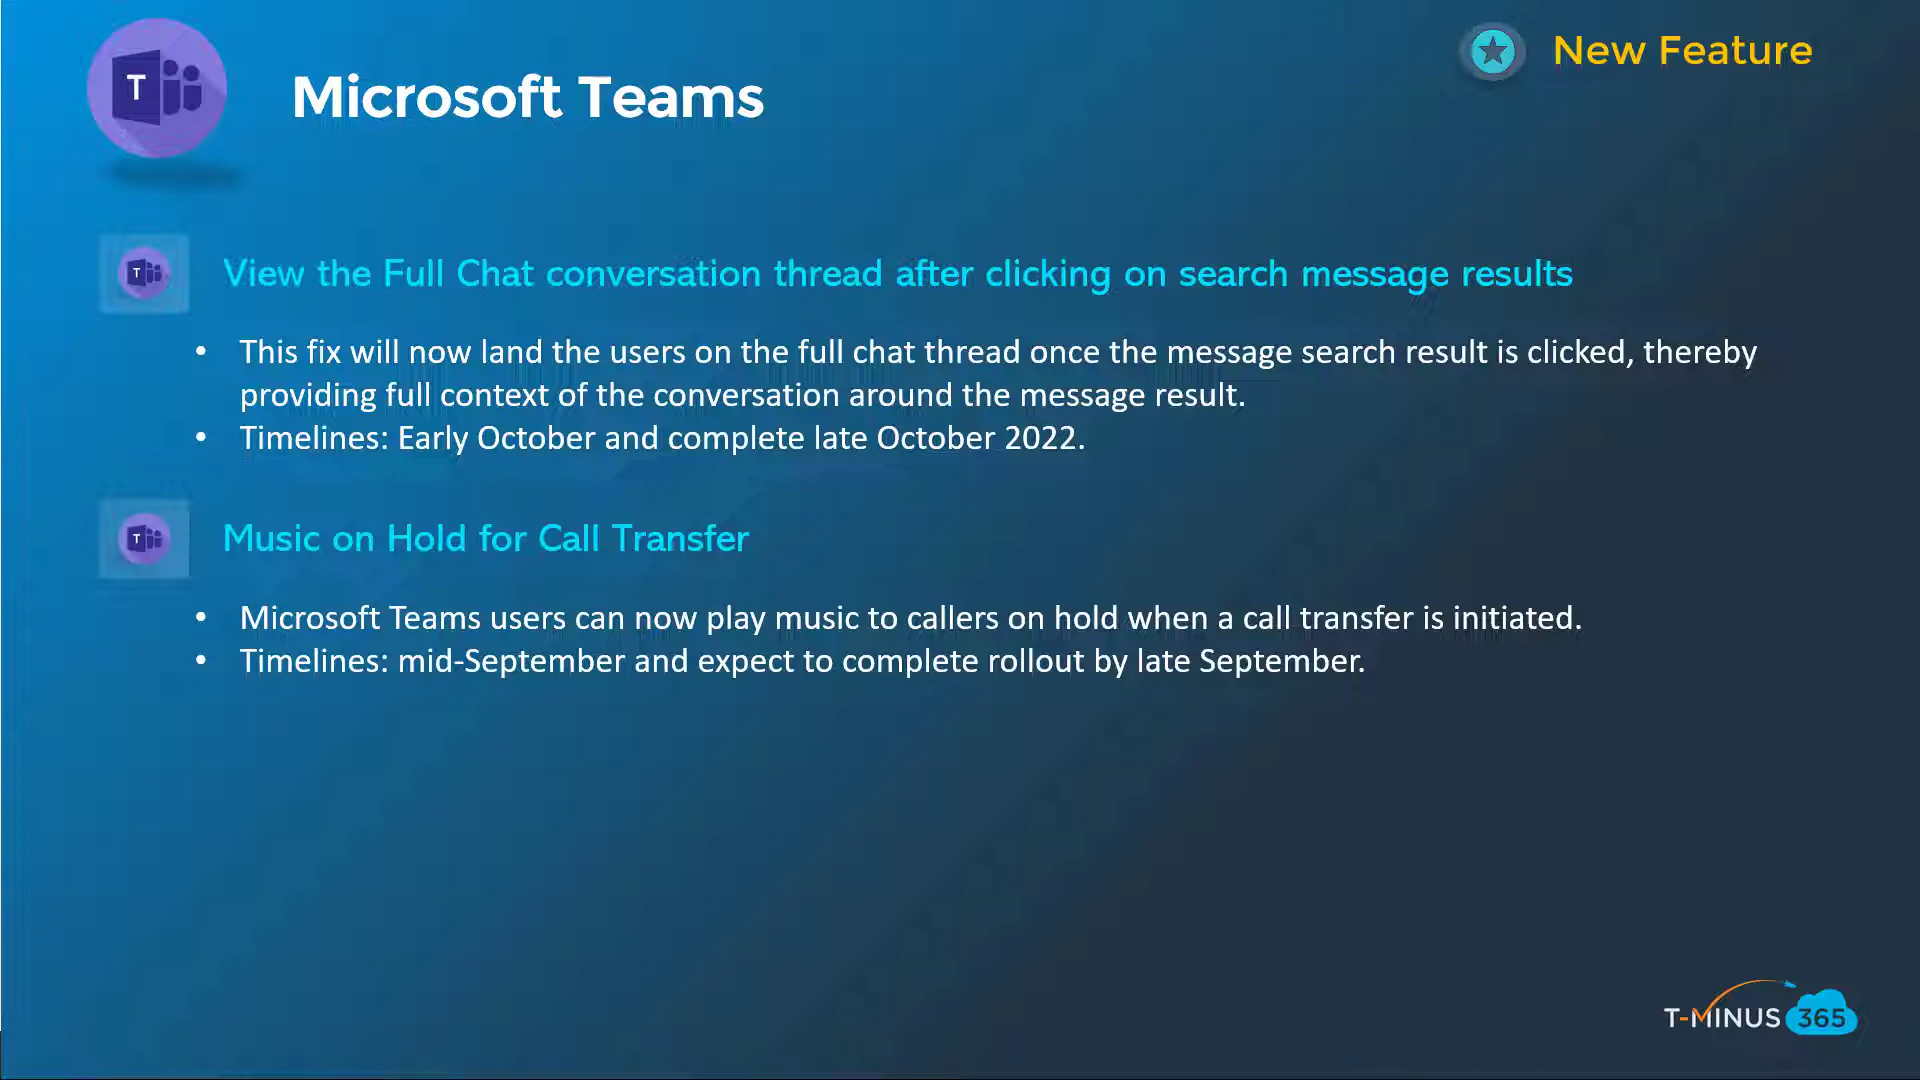 New Feature
T
Microsoft Teams
T
View the Full Chat conversation thread after clicking on search message results
• This fix will now land the users on the full chat thread once the message search result is clicked, thereby
providing full context of the conversation around the message result.
• Timelines: Early October and complete late October 2022.
T
Music on Hold for Call Transfer
• Microsoft Teams users can now play music to callers on hold when a call transfer is initiated.
• Timelines: mid-September and expect to complete rollout by late September.
T-MINUS 365